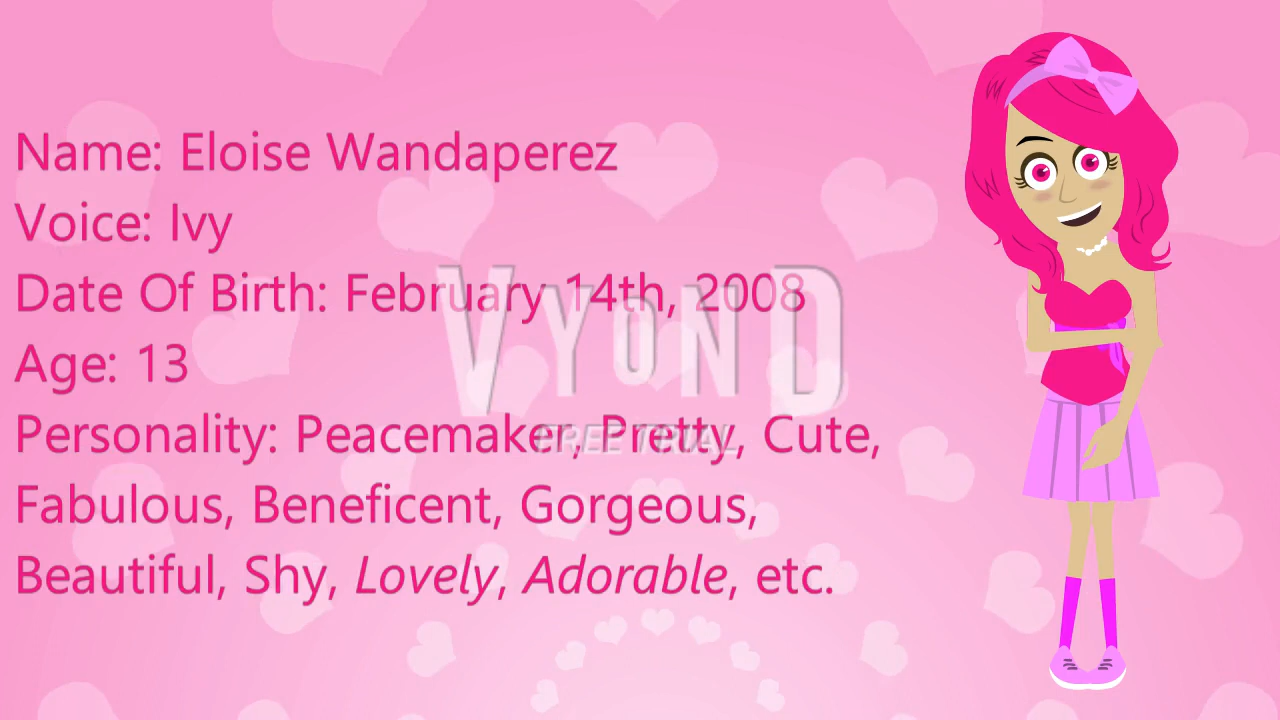 Name: Eloise Wandaperez
Voice: Ivy
Date Of Birth: February 14th, 2008
Age: 13
Personality: Peacemaker, Pretty, Cute,
Fabulous, Beneficent, Gorgeous,
Beautiful, Shy, Lovely, Adorable, etc.
VYOND
FREE TRIAL